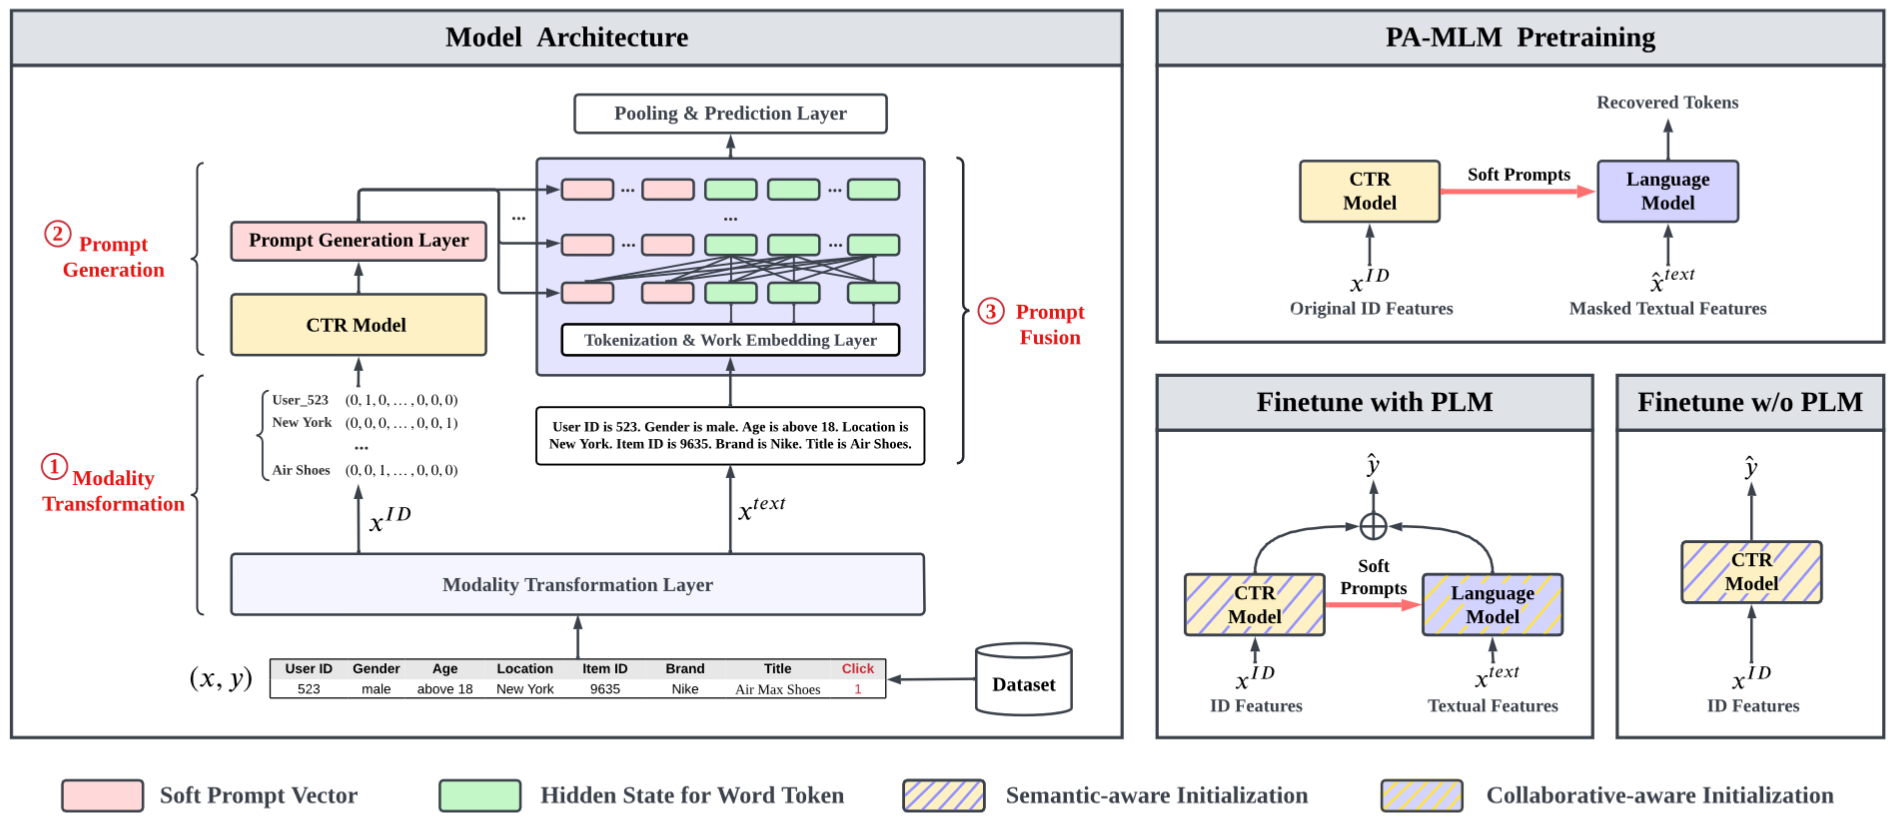 Model Architecture
Pooling & Prediction Layer
... ...
...
Prompt Generation Layer
...
② Prompt
Generation
... ...
CTR Model
Tokenization & Work Embedding Layer
③ Prompt
Fusion
User_523 (0, 1, 0, ... , 0, 0, 0)
New York (0, 0, 0, ... , 0, 0, 1)
...
Air Shoes (0, 0, 1, ... , 0, 0, 0)
User ID is 523. Gender is male. Age is above 18. Location is
New York. Item ID is 9635. Brand is Nike. Title is Air Shoes.
① Modality
Transformation
x^{ID}
x^{text}
Modality Transformation Layer
(x, y)
User ID Gender Age Location Item ID Brand Title Click
523 male above 18 New York 9635 Nike Air Max Shoes 1
Dataset
PA-MLM Pretraining
Recovered Tokens
CTR
Model
Soft Prompts
Language
Model
x^{ID}
x̂^{text}
Original ID Features
Masked Textual Features
Finetune with PLM
ŷ
CTR
Model
Soft
Prompts
Language
Model
x^{ID}
x^{text}
ID Features
Textual Features
Finetune w/o PLM
ŷ
CTR
Model
x^{ID}
ID Features
Soft Prompt Vector
Hidden State for Word Token
Semantic-aware Initialization
Collaborative-aware Initialization